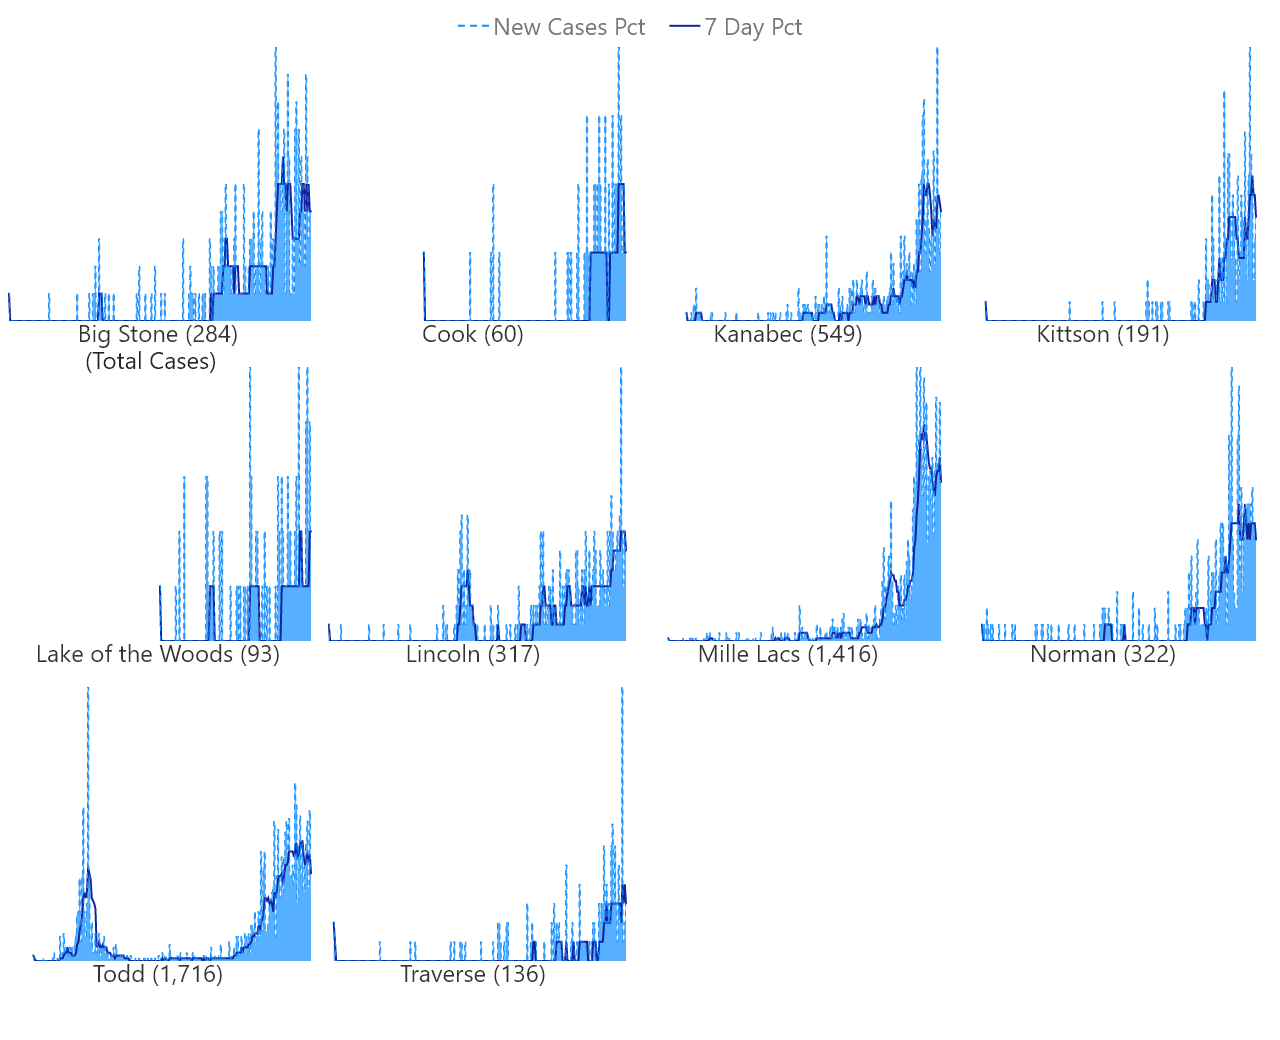 New Cases Pct 7 Day Pct
Big Stone (284) Cook (60) Kanabec (549) Kittson (191)
(Total Cases)
Lake of the Woods (93) Lincoln (317) Mille Lacs (1,416) Norman (322)
Todd (1,716) Traverse (136)